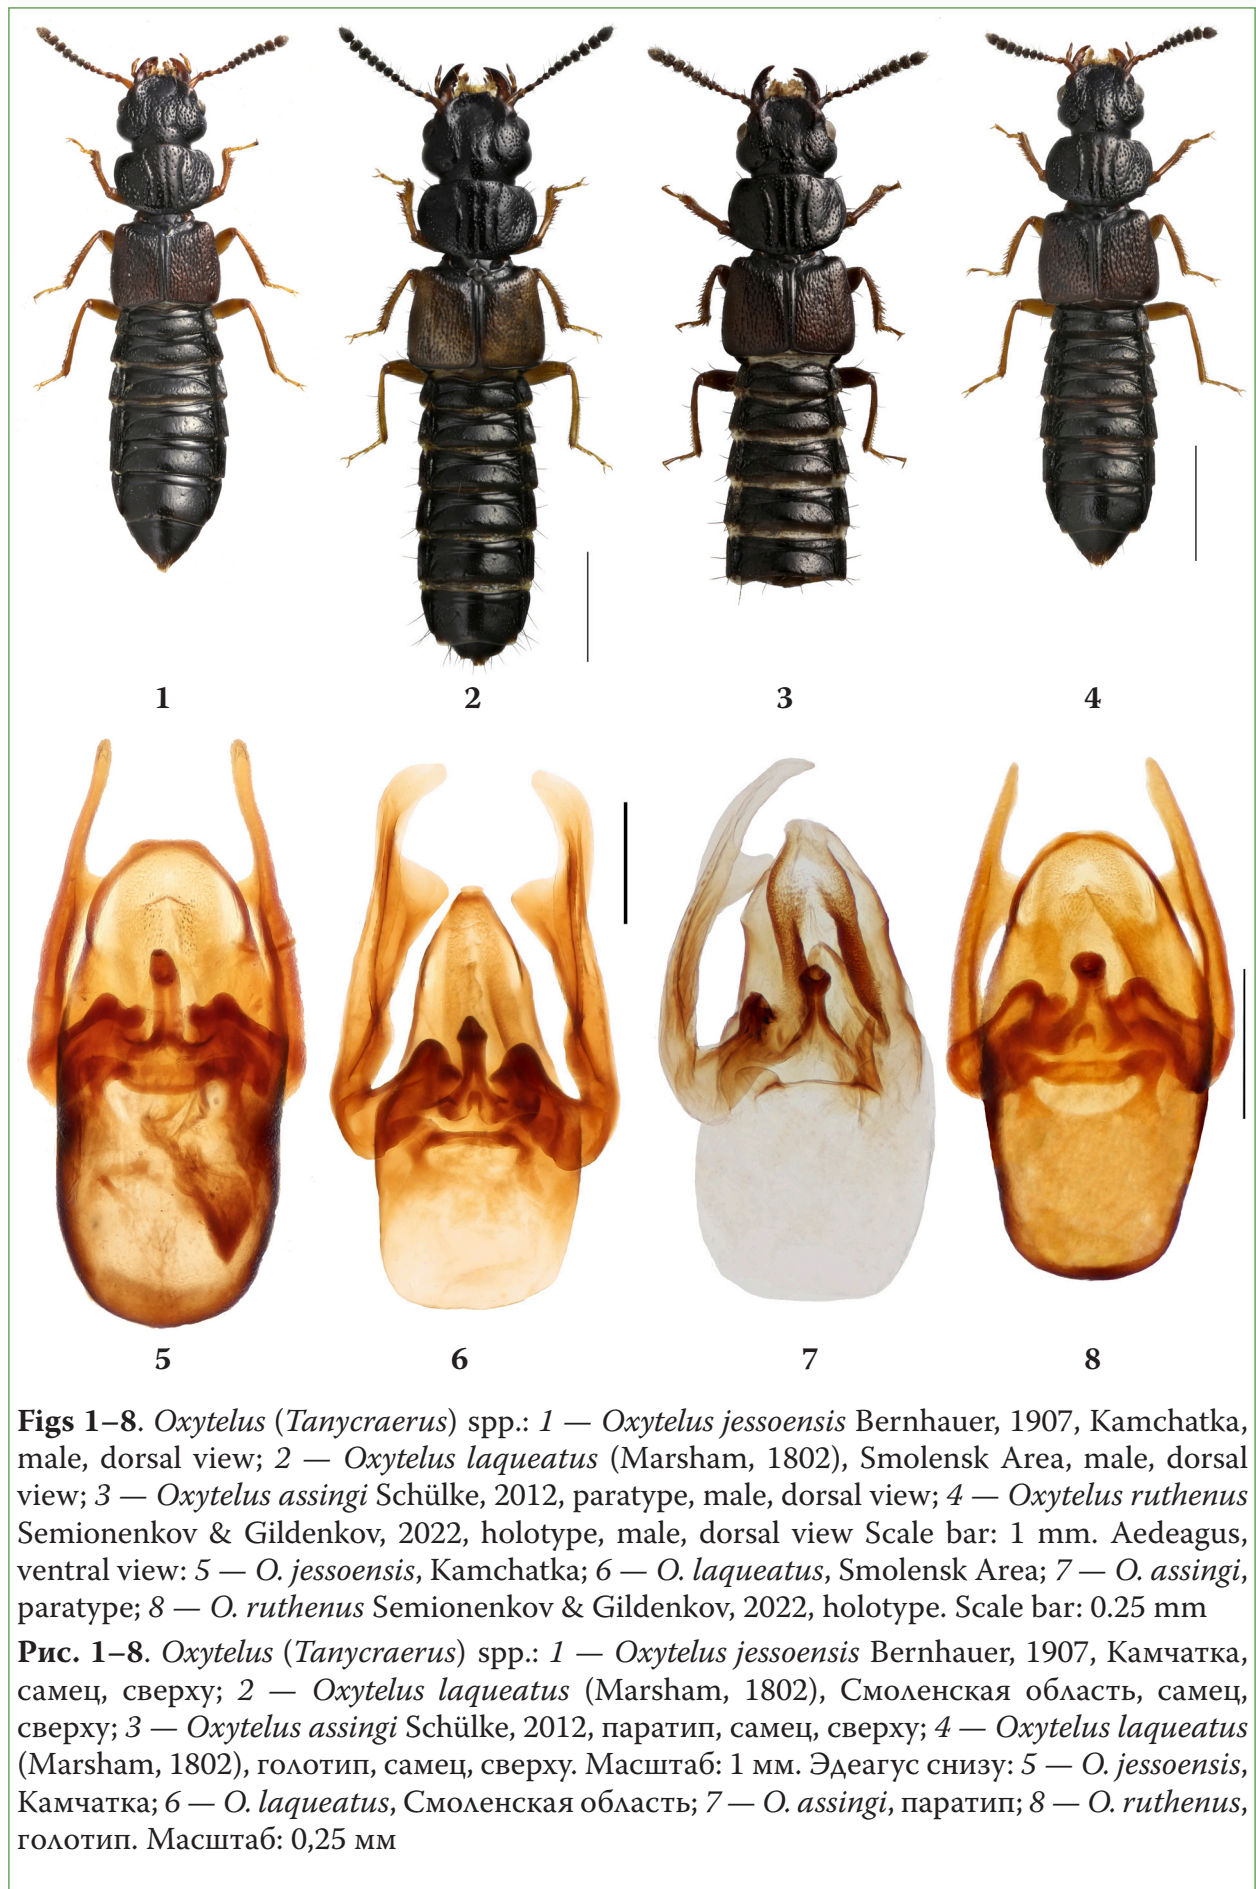 1
2
3
4
5
6
7
8
Figs 1–8. Oxytelus (Tanycraerus) spp.: 1 — Oxytelus jessoensis Bernhauer, 1907, Kamchatka,
male, dorsal view; 2 — Oxytelus laqueatus (Marsham, 1802), Smolensk Area, male, dorsal
view; 3 — Oxytelus assingi Schülke, 2012, paratype, male, dorsal view; 4 — Oxytelus ruthenus
Semionenkov & Gildenkov, 2022, holotype, male, dorsal view Scale bar: 1 mm. Aedeagus,
ventral view: 5 — O. jessoensis, Kamchatka; 6 — O. laqueatus, Smolensk Area; 7 — O. assingi,
paratype; 8 — O. ruthenus Semionenkov & Gildenkov, 2022, holotype. Scale bar: 0.25 mm
Рис. 1–8. Oxytelus (Tanycraerus) spp.: 1 — Oxytelus jessoensis Bernhauer, 1907, Камчатка,
самец, сверху; 2 — Oxytelus laqueatus (Marsham, 1802), Смоленская область, самец,
сверху; 3 — Oxytelus assingi Schülke, 2012, паратип, самец, сверху; 4 — Oxytelus laqueatus
(Marsham, 1802), голотип, самец, сверху. Масштаб: 1 мм. Эдеагус снизу: 5 — O. jessoensis,
Камчатка; 6 — O. laqueatus, Смоленская область; 7 — O. assingi, паратип; 8 — O. ruthenus,
голотип. Масштаб: 0,25 мм